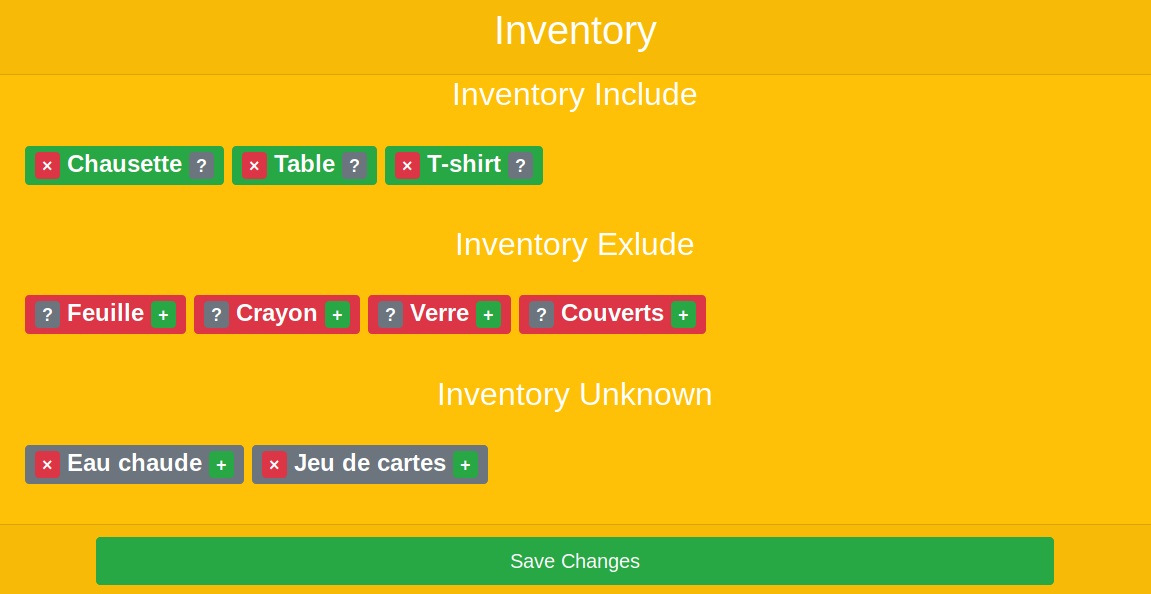 Inventory
Inventory Include
× Chausette ? × Table ? × T-shirt ?
Inventory Exlude
? Feuille + ? Crayon + ? Verre + ? Couverts +
Inventory Unknown
× Eau chaude + × Jeu de cartes +
Save Changes